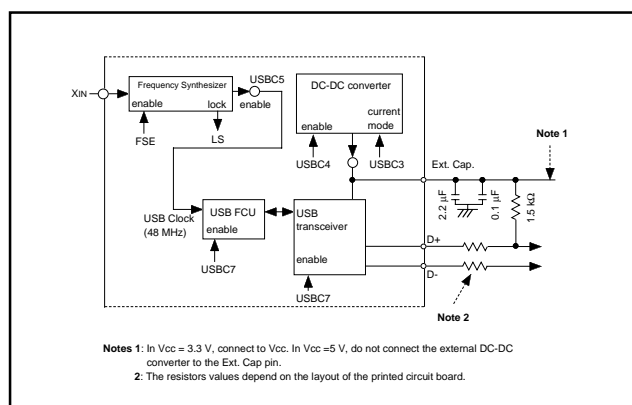 Frequency Synthesizer
USBC5
DC-DC converter
XIN
enable
lock
enable
current
mode
enable
Note 1
FSE
LS
USBC4
USBC3
Ext. Cap.
2.2 μF
0.1 μF
1.5 kΩ
USB Clock
(48 MHz)
USB FCU
enable
USB
transceiver
enable
D+
D-
USBC7
USBC7
Note 2
Notes 1: In Vcc = 3.3 V, connect to Vcc. In Vcc =5 V, do not connect the external DC-DC
converter to the Ext. Cap pin.
2: The resistors values depend on the layout of the printed circuit board.